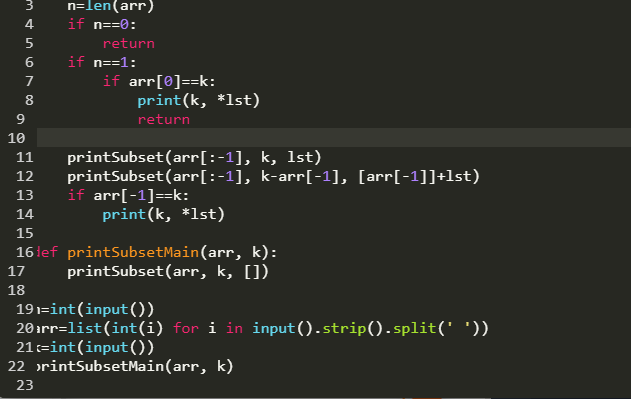 3 n=len(arr)
4 if n==0:
5 return
6 if n==1:
7 if arr[0]==k:
8 print(k, *lst)
9 return
10
11 printSubset(arr[:-1], k, lst)
12 printSubset(arr[:-1], k-arr[-1], [arr[-1]]+lst)
13 if arr[-1]==k:
14 print(k, *lst)
15
16 ef printSubsetMain(arr, k):
17 printSubset(arr, k, [])
18
19 =int(input())
20 rr=list(int(i) for i in input().strip().split(' '))
21 =int(input())
22 rintSubsetMain(arr, k)
23